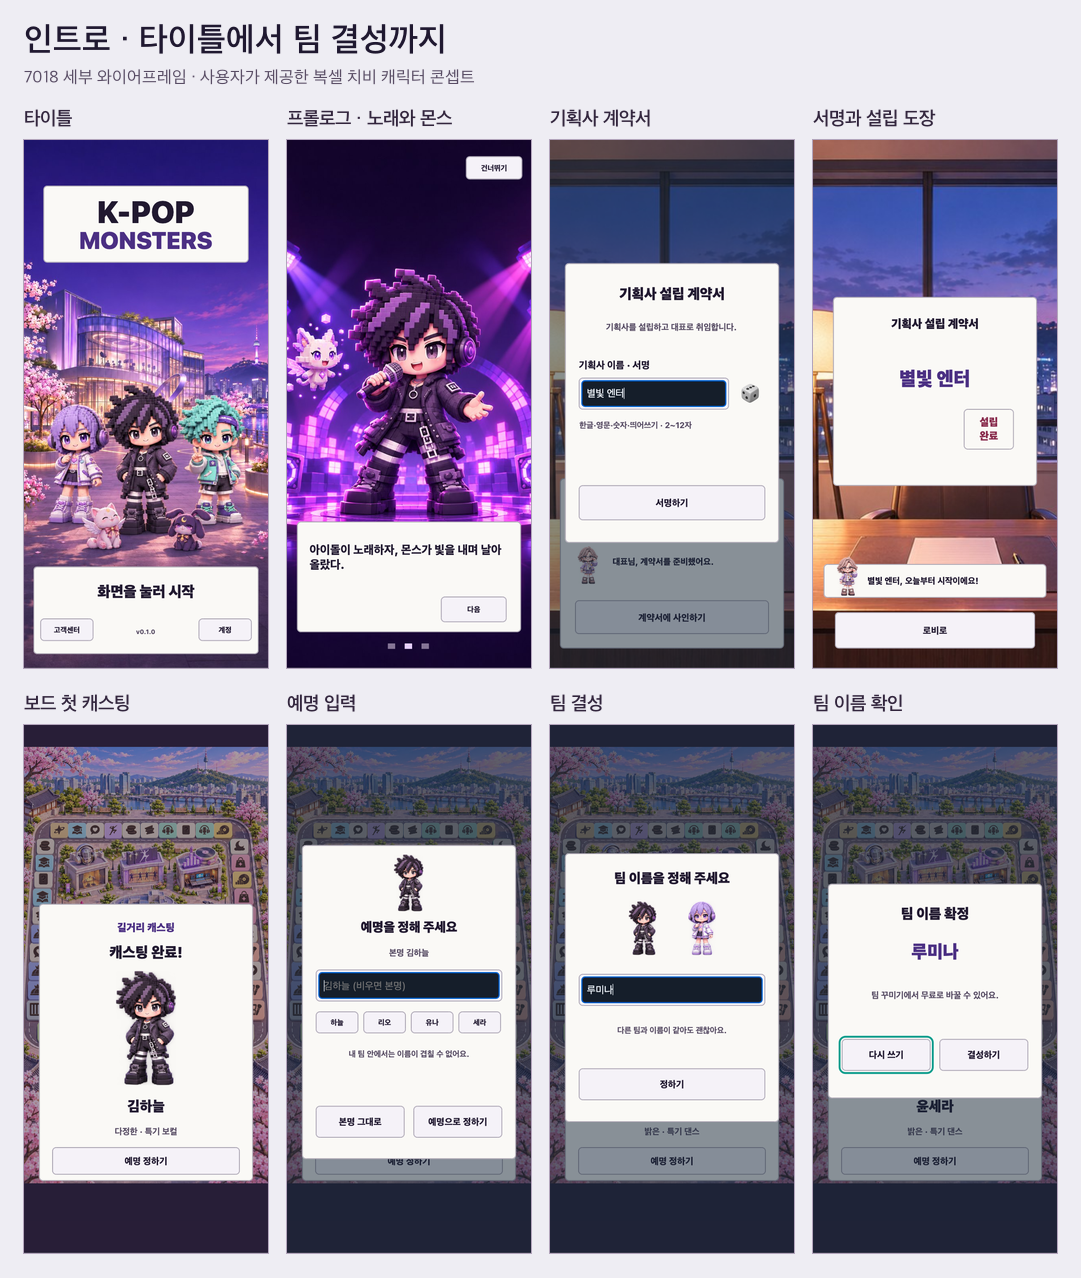 인트로 · 타이틀에서 팀 결성까지
7018 세부 와이어프레임 · 사용자가 제공한 복셀 치비 캐릭터 콘셉트
타이틀
K-POP
MONSTERS
화면을 눌러 시작
고객센터
v0.1.0
계정
프롤로그 · 노래와 몬스
건너뛰기
아이돌이 노래하자, 몬스가 빛을 내며 날아
올랐다.
다음
기획사 계약서
기획사 설립 계약서
기획사를 설립하고 대표로 취임합니다.
기획사 이름 · 서명
별빛 엔터
한글·영문·숫자·띄어쓰기 · 2~12자
서명하기
대표님, 계약서를 준비했어요.
계약서에 사인하기
서명과 설립 도장
기획사 설립 계약서
별빛 엔터
설립
완료
별빛 엔터, 오늘부터 시작이에요!
로비로
보드 첫 캐스팅
길거리 캐스팅
캐스팅 완료!
김하늘
다정한 · 특기 보컬
예명 정하기
예명 입력
예명을 정해 주세요
본명 김하늘
김하늘 (비우면 본명)
하늘
리오
유나
세라
내 팀 안에서는 이름이 겹칠 수 없어요.
본명 그대로
예명으로 정하기
예명 정하기
팀 결성
팀 이름을 정해 주세요
루미나
다른 팀과 이름이 같아도 괜찮아요.
정하기
밝은 · 특기 댄스
예명 정하기
팀 이름 확인
팀 이름 확정
루미나
팀 꾸미기에서 무료로 바꿀 수 있어요.
다시 쓰기
결성하기
윤세라
밝은 · 특기 댄스
예명 정하기